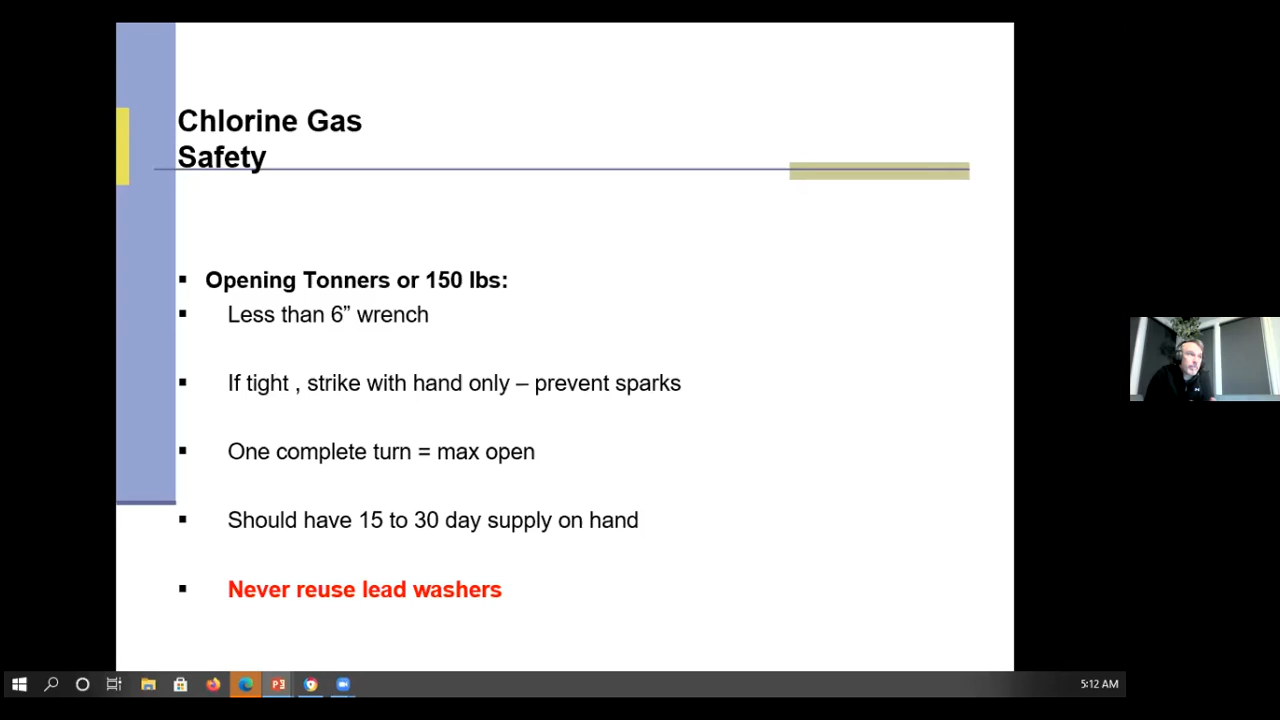 Chlorine Gas
Safety
Opening Tonners or 150 lbs:
Less than 6” wrench
If tight , strike with hand only – prevent sparks
One complete turn = max open
Should have 15 to 30 day supply on hand
Never reuse lead washers
5:12 AM